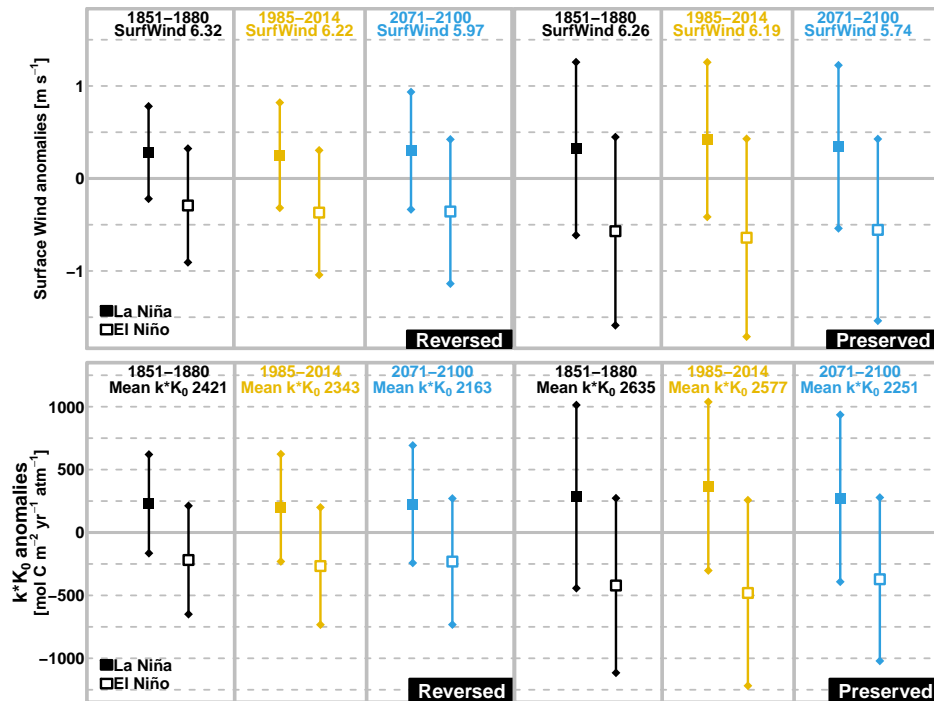 1851−1880
SurfWind 6.32
1985−2014
SurfWind 6.22
2071−2100
SurfWind 5.97
1851−1880
SurfWind 6.26
1985−2014
SurfWind 6.19
2071−2100
SurfWind 5.74
Surface Wind anomalies [m s⁻¹]
1
0
−1
La Niña
El Niño
Reversed
Preserved
1851−1880
Mean k*K₀ 2421
1985−2014
Mean k*K₀ 2343
2071−2100
Mean k*K₀ 2163
1851−1880
Mean k*K₀ 2635
1985−2014
Mean k*K₀ 2577
2071−2100
Mean k*K₀ 2251
k*K₀ anomalies
[mol C m⁻² yr⁻¹ atm⁻¹]
1000
500
0
−500
−1000
La Niña
El Niño
Reversed
Preserved